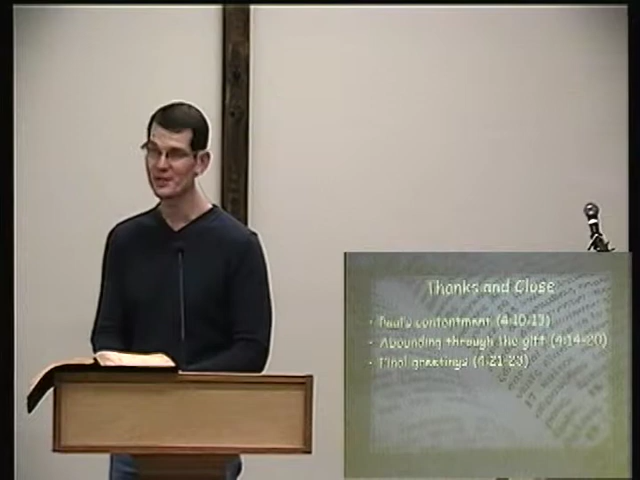 Thanks and Close
- Paul's contentment (4:10-13)
- Abounding through the gift (4:14-20)
- Final greetings (4:21-23)